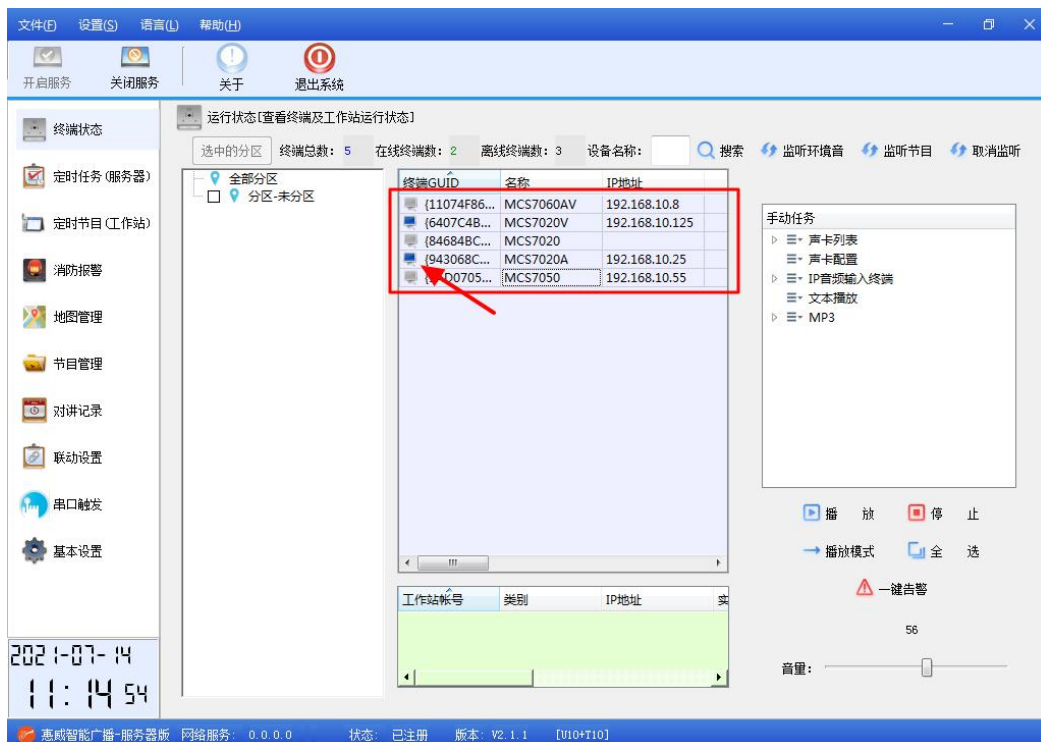 文件(F) 设置(S) 语言(L) 帮助(H)
开启服务 关闭服务 关于 退出系统
终端状态
定时任务(服务器)
定时节目(工作站)
消防报警
地图管理
节目管理
对讲记录
联动设置
串口触发
基本设置
2021-07-14
11:14 54
运行状态[查看终端及工作站运行状态]
选中的分区 终端总数: 5 在线终端数: 2 离线终端数: 3 设备名称: 搜索 监听环境音 监听节目 取消监听
全部分区
分区-未分区
终端GUID 名称 IP地址
{11074F86... MCS7060AV 192.168.10.8
{6407C4B... MCS7020V 192.168.10.125
{84684BC... MCS7020
{943068C... MCS7020A 192.168.10.25
D0705... MCS7050 192.168.10.55
工作站帐号 类别 IP地址 实
手动任务
声卡列表
声卡配置
IP音频输入终端
文本播放
MP3
播 放 停 止
播放模式 全 选
一键告警
56
音量:
惠威智能广播-服务器版 网络服务: 0.0.0.0 状态: 已注册 版本: V2.1.1 [U10+T10]